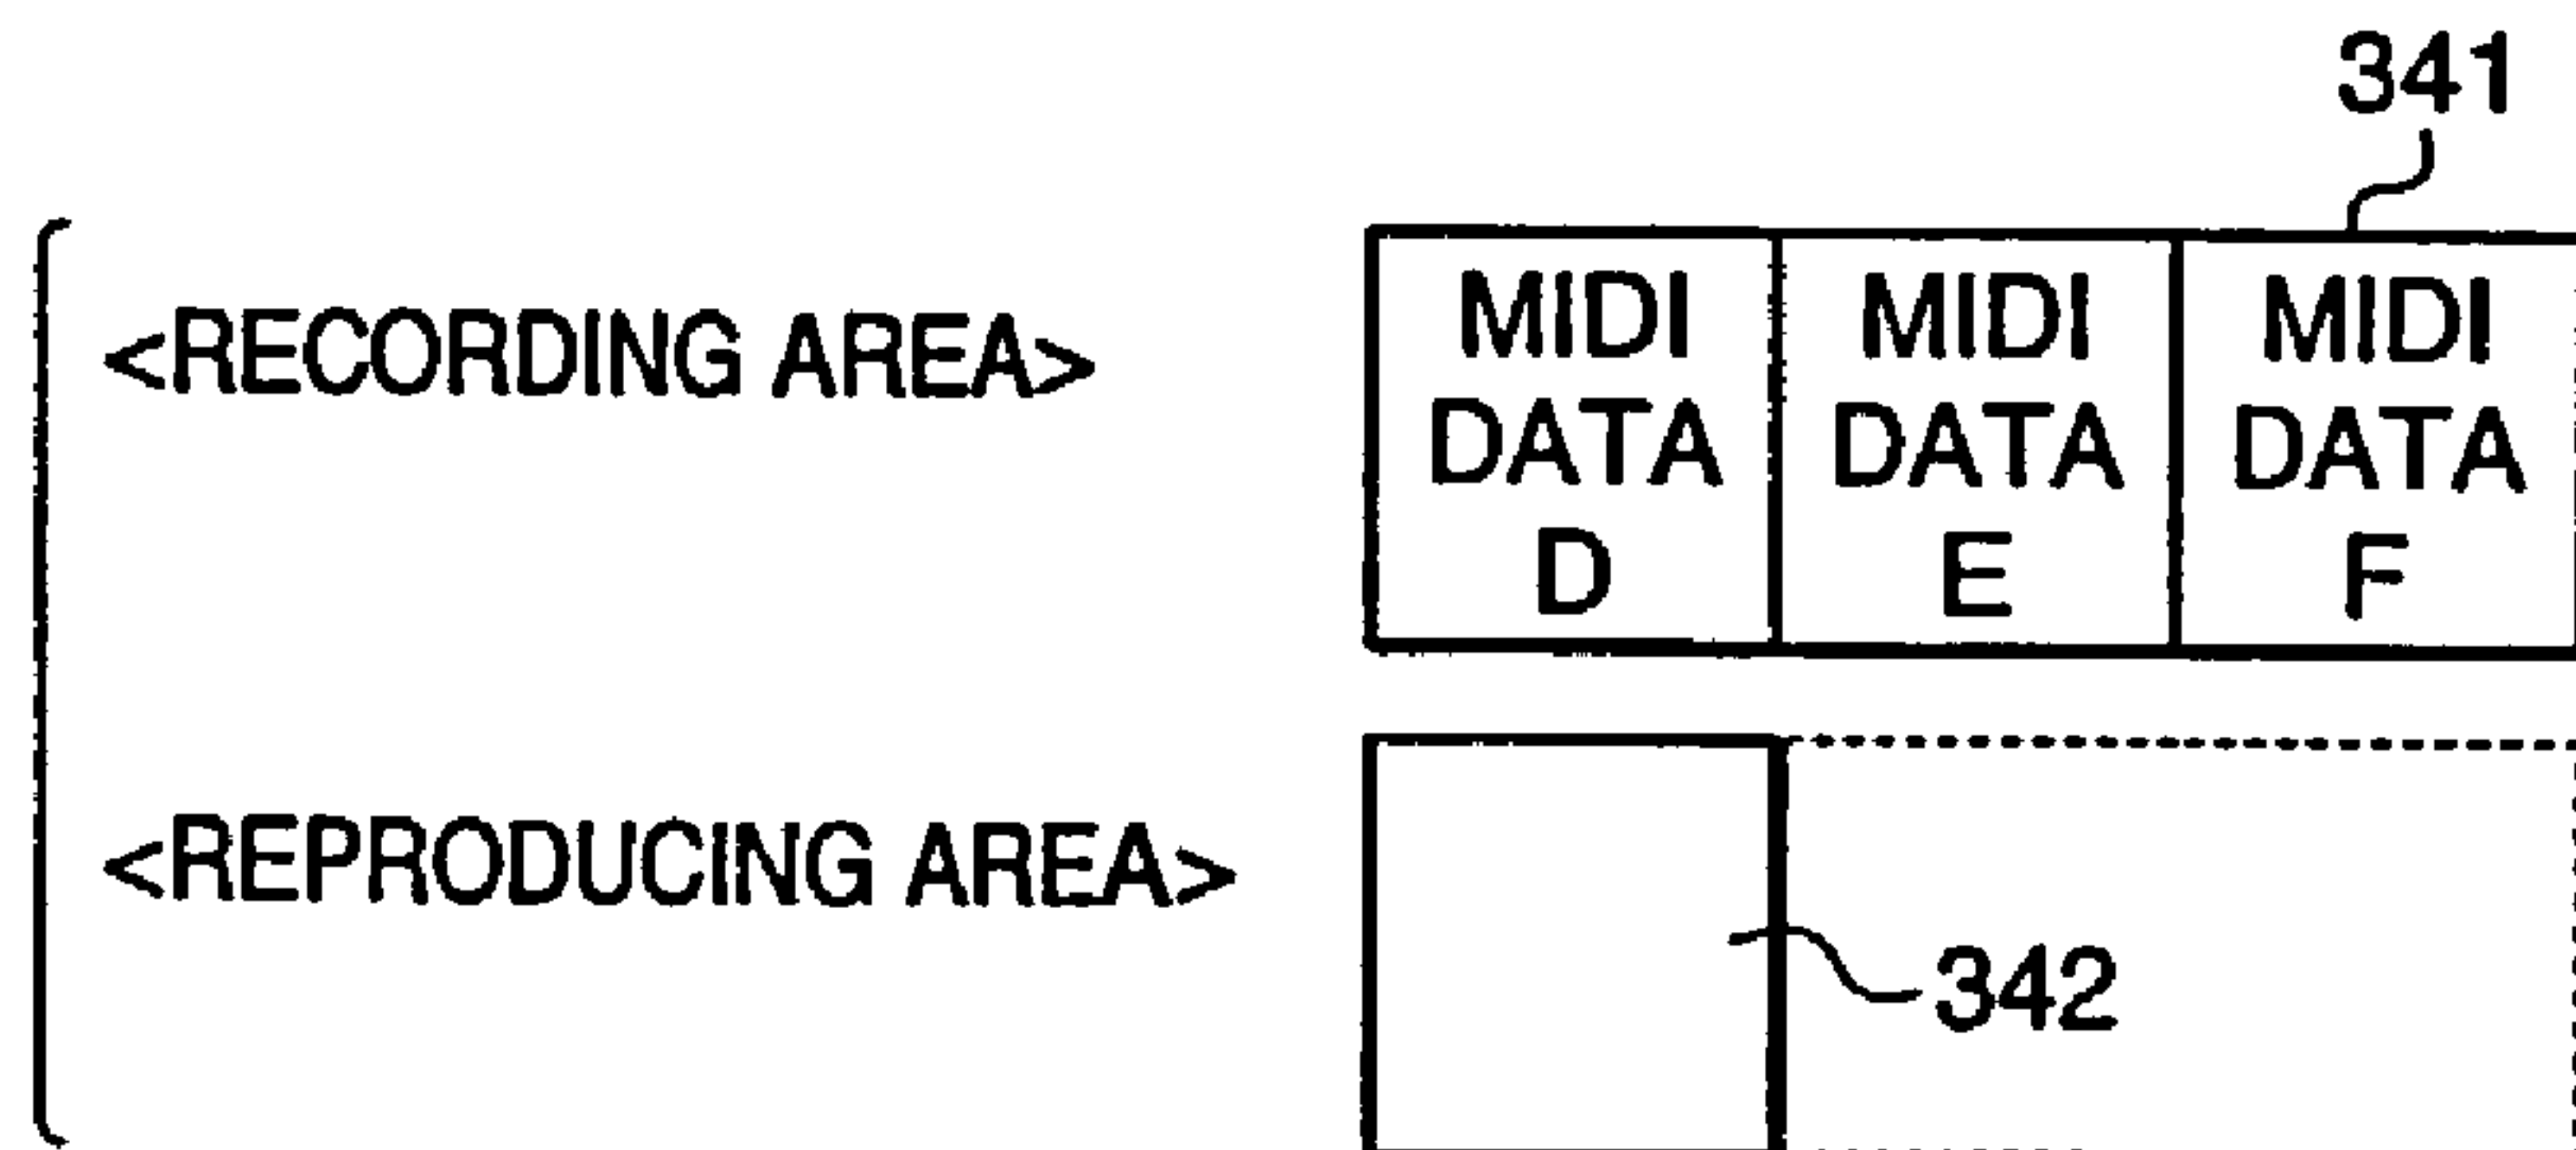 341
<RECORDING AREA>
MIDI DATA D
MIDI DATA E
MIDI DATA F
<REPRODUCING AREA>
342